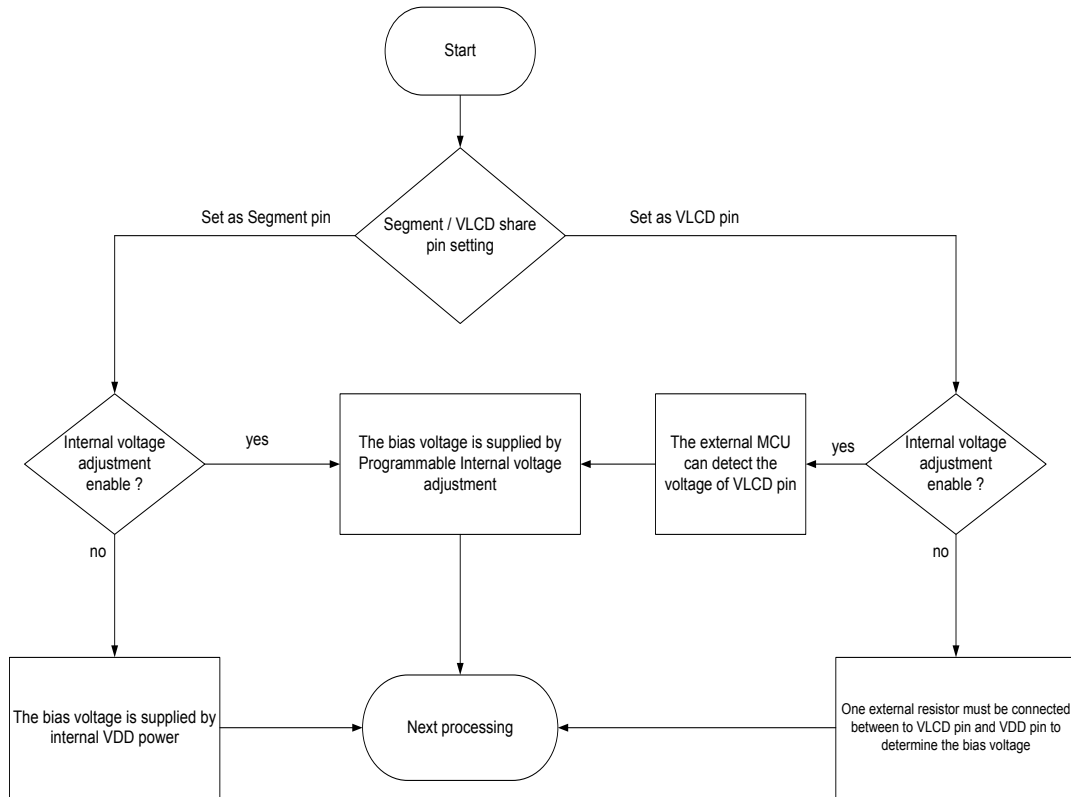 Start
Segment / VLCD share
pin setting
Set as Segment pin
Set as VLCD pin
Internal voltage
adjustment
enable ?
yes
no
The bias voltage is supplied by
Programmable Internal voltage
adjustment
The external MCU
can detect the
voltage of VLCD pin
yes
Internal voltage
adjustment
enable ?
no
The bias voltage is supplied by
internal VDD power
Next processing
One external resistor must be connected
between to VLCD pin and VDD pin to
determine the bias voltage